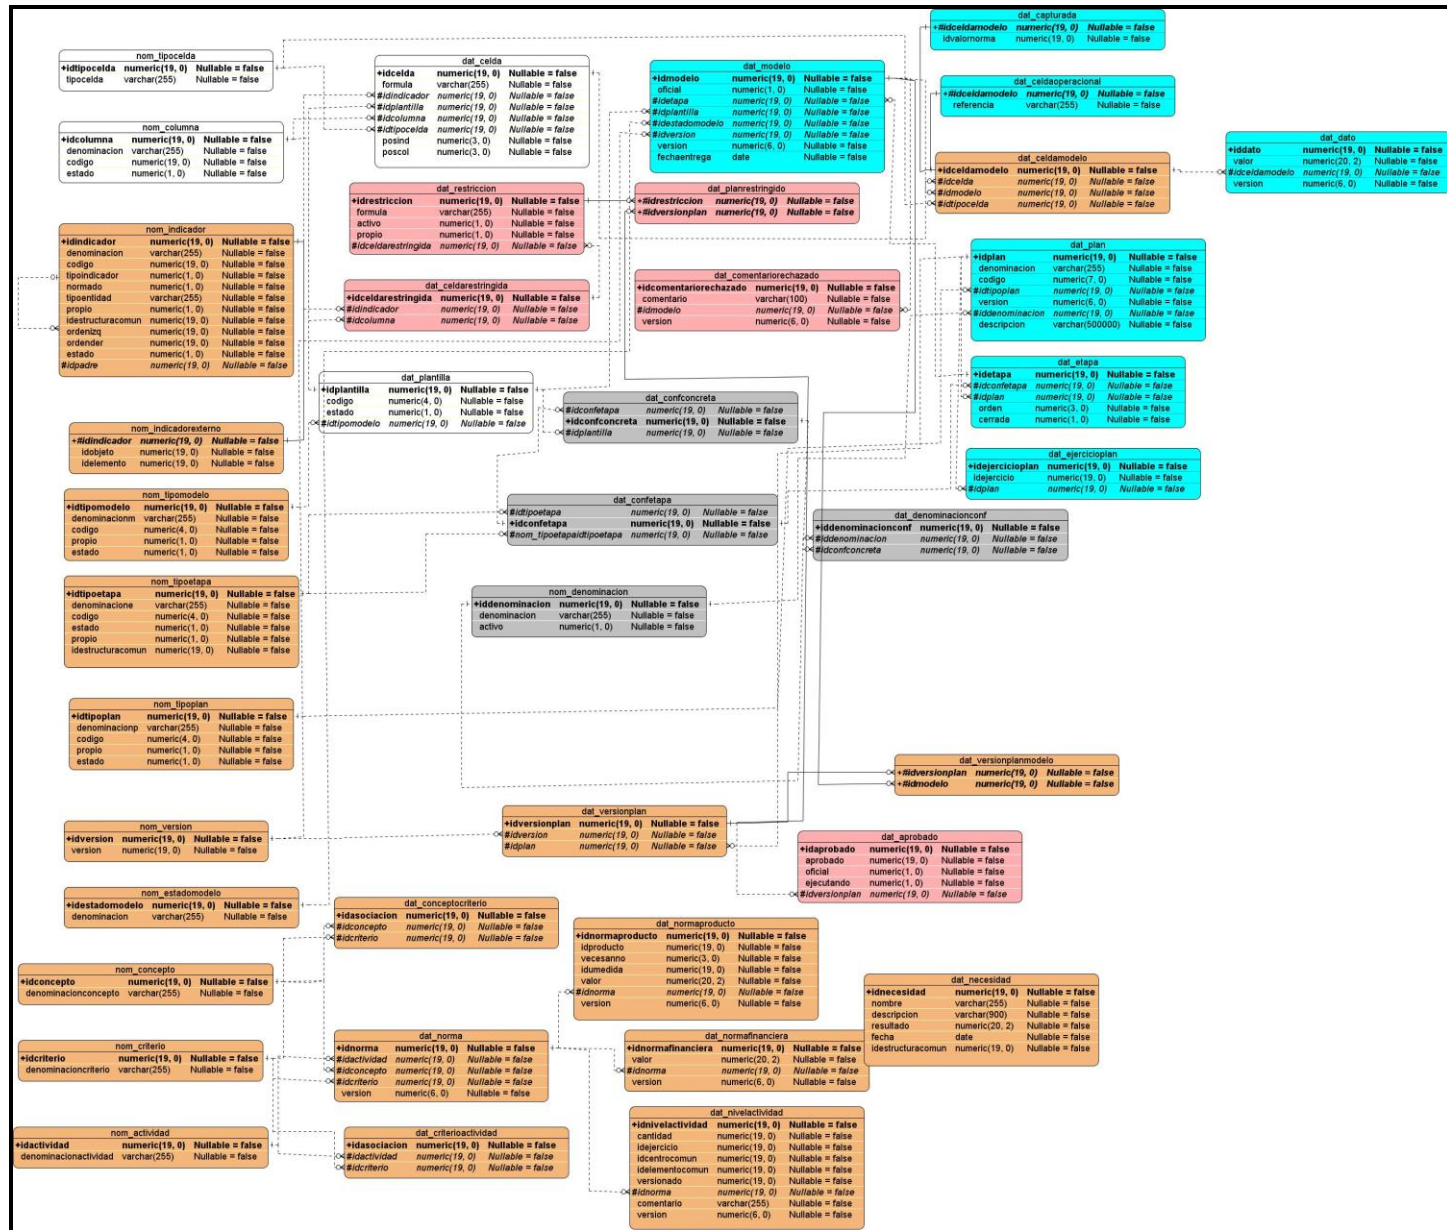 dat_capturada
+#idceldamodelo numeric(19, 0) Nullable = false
idvalornorma numeric(19, 0) Nullable = false
nom_tipocelda
+idtipocelda numeric(19, 0) Nullable = false
tipocelda varchar(255) Nullable = false
dat_celda
+idcelda numeric(19, 0) Nullable = false
formula varchar(255) Nullable = false
#idindicador numeric(19, 0) Nullable = false
#idplantilla numeric(19, 0) Nullable = false
#idcolumna numeric(19, 0) Nullable = false
#idtipocelda numeric(19, 0) Nullable = false
posind numeric(3, 0) Nullable = false
poscol numeric(3, 0) Nullable = false
dat_modelo
+idmodelo numeric(19, 0) Nullable = false
oficial numeric(1, 0) Nullable = false
#idetapa numeric(19, 0) Nullable = false
#idplantilla numeric(19, 0) Nullable = false
#idestadomodelo numeric(19, 0) Nullable = false
#idversion numeric(19, 0) Nullable = false
version numeric(6, 0) Nullable = false
fechaentrega date Nullable = false
dat_celdaoperacional
+#idceldamodelo numeric(19, 0) Nullable = false
referencia varchar(255) Nullable = false
nom_columna
+idcolumna numeric(19, 0) Nullable = false
denominacion varchar(255) Nullable = false
codigo numeric(19, 0) Nullable = false
estado numeric(1, 0) Nullable = false
dat_celdamodelo
+idceldamodelo numeric(19, 0) Nullable = false
#idcelda numeric(19, 0) Nullable = false
#idmodelo numeric(19, 0) Nullable = false
#idtipocelda numeric(19, 0) Nullable = false
dat_dato
+iddato numeric(19, 0) Nullable = false
valor numeric(20, 2) Nullable = false
#idceldamodelo numeric(19, 0) Nullable = false
version numeric(6, 0) Nullable = false
dat_restriccion
+idrestriccion numeric(19, 0) Nullable = false
formula varchar(255) Nullable = false
activo numeric(1, 0) Nullable = false
propio numeric(1, 0) Nullable = false
#idceldarestringida numeric(19, 0) Nullable = false
dat_planrestringido
+#idrestriccion numeric(19, 0) Nullable = false
+#idversionplan numeric(19, 0) Nullable = false
nom_indicador
+idindicador numeric(19, 0) Nullable = false
denominacion varchar(255) Nullable = false
codigo numeric(19, 0) Nullable = false
tipoindicador numeric(1, 0) Nullable = false
normado numeric(1, 0) Nullable = false
tipoentidad varchar(255) Nullable = false
propio numeric(1, 0) Nullable = false
idestructuracomun numeric(19, 0) Nullable = false
ordenizq numeric(19, 0) Nullable = false
ordender numeric(19, 0) Nullable = false
estado numeric(1, 0) Nullable = false
#idpadre numeric(19, 0) Nullable = false
dat_plan
+idplan numeric(19, 0) Nullable = false
denominacion varchar(255) Nullable = false
codigo numeric(7, 0) Nullable = false
#idtipoplan numeric(19, 0) Nullable = false
version numeric(6, 0) Nullable = false
#iddenominacion numeric(19, 0) Nullable = false
descripcion varchar(500000) Nullable = false
dat_celdarestringida
+idceldarestringida numeric(19, 0) Nullable = false
#idindicador numeric(19, 0) Nullable = false
#idcolumna numeric(19, 0) Nullable = false
dat_comentariorechazado
+idcomentariorechazado numeric(19, 0) Nullable = false
comentario varchar(100) Nullable = false
#idmodelo numeric(19, 0) Nullable = false
version numeric(6, 0) Nullable = false
dat_etapa
+idetapa numeric(19, 0) Nullable = false
#idconfetapa numeric(19, 0) Nullable = false
#idplan numeric(19, 0) Nullable = false
orden numeric(3, 0) Nullable = false
cerrada numeric(1, 0) Nullable = false
dat_plantilla
+idplantilla numeric(19, 0) Nullable = false
codigo numeric(4, 0) Nullable = false
estado numeric(1, 0) Nullable = false
#idtipomodelo numeric(19, 0) Nullable = false
dat_confconcreta
#idconfetapa numeric(19, 0) Nullable = false
+idconfconcreta numeric(19, 0) Nullable = false
#idplantilla numeric(19, 0) Nullable = false
nom_indicadorexterno
+#idindicador numeric(19, 0) Nullable = false
idobjeto numeric(19, 0) Nullable = false
idelemento numeric(19, 0) Nullable = false
dat_ejercicioplan
+idejercicioplan numeric(19, 0) Nullable = false
idejercicio numeric(19, 0) Nullable = false
#idplan numeric(19, 0) Nullable = false
nom_tipomodelo
+idtipomodelo numeric(19, 0) Nullable = false
denominacionm varchar(255) Nullable = false
codigo numeric(4, 0) Nullable = false
propio numeric(1, 0) Nullable = false
estado numeric(1, 0) Nullable = false
dat_confetapa
#idtipoetapa numeric(19, 0) Nullable = false
+idconfetapa numeric(19, 0) Nullable = false
#nom_tipoetapaidtipoetapa numeric(19, 0) Nullable = false
dat_denominacionconf
+iddenominacionconf numeric(19, 0) Nullable = false
#iddenominacion numeric(19, 0) Nullable = false
#idconfconcreta numeric(19, 0) Nullable = false
nom_tipoetapa
+idtipoetapa numeric(19, 0) Nullable = false
denominacione varchar(255) Nullable = false
codigo numeric(4, 0) Nullable = false
estado numeric(1, 0) Nullable = false
propio numeric(1, 0) Nullable = false
idestructuracomun numeric(19, 0) Nullable = false
nom_denominacion
+iddenominacion numeric(19, 0) Nullable = false
denominacion varchar(255) Nullable = false
activo numeric(1, 0) Nullable = false
nom_tipoplan
+idtipoplan numeric(19, 0) Nullable = false
denominacionp varchar(255) Nullable = false
codigo numeric(4, 0) Nullable = false
propio numeric(1, 0) Nullable = false
estado numeric(1, 0) Nullable = false
dat_versionplanmodelo
+#idversionplan numeric(19, 0) Nullable = false
+#idmodelo numeric(19, 0) Nullable = false
nom_version
+idversion numeric(19, 0) Nullable = false
version numeric(19, 0) Nullable = false
dat_versionplan
+idversionplan numeric(19, 0) Nullable = false
#idversion numeric(19, 0) Nullable = false
#idplan numeric(19, 0) Nullable = false
dat_aprobado
+idaprobado numeric(19, 0) Nullable = false
aprobado numeric(19, 0) Nullable = false
oficial numeric(1, 0) Nullable = false
ejecutando numeric(1, 0) Nullable = false
#idversionplan numeric(19, 0) Nullable = false
nom_estadomodelo
+idestadomodelo numeric(19, 0) Nullable = false
denominacion varchar(255) Nullable = false
dat_conceptocriterio
+idasociacion numeric(19, 0) Nullable = false
#idconcepto numeric(19, 0) Nullable = false
#idcriterio numeric(19, 0) Nullable = false
dat_normaproducto
+idnormaproducto numeric(19, 0) Nullable = false
idproducto numeric(19, 0) Nullable = false
vecesanno numeric(3, 0) Nullable = false
idumedida numeric(19, 0) Nullable = false
valor numeric(20, 2) Nullable = false
#idnorma numeric(19, 0) Nullable = false
version numeric(6, 0) Nullable = false
nom_concepto
+idconcepto numeric(19, 0) Nullable = false
denominacionconcepto varchar(255) Nullable = false
dat_necesidad
+idnecesidad numeric(19, 0) Nullable = false
nombre varchar(255) Nullable = false
descripcion varchar(900) Nullable = false
resultado numeric(20, 2) Nullable = false
fecha date Nullable = false
idestructuracomun numeric(19, 0) Nullable = false
nom_criterio
+idcriterio numeric(19, 0) Nullable = false
denominacioncriterio varchar(255) Nullable = false
dat_norma
+idnorma numeric(19, 0) Nullable = false
#idactividad numeric(19, 0) Nullable = false
#idconcepto numeric(19, 0) Nullable = false
#idcriterio numeric(19, 0) Nullable = false
version numeric(6, 0) Nullable = false
dat_normafinanciera
+idnormafinanciera numeric(19, 0) Nullable = false
valor numeric(20, 2) Nullable = false
#idnorma numeric(19, 0) Nullable = false
version numeric(6, 0) Nullable = false
nom_actividad
+idactividad numeric(19, 0) Nullable = false
denominacionactividad varchar(255) Nullable = false
dat_criterioactividad
+idasociacion numeric(19, 0) Nullable = false
#idactividad numeric(19, 0) Nullable = false
#idcriterio numeric(19, 0) Nullable = false
dat_nivelactividad
+idnivelactividad numeric(19, 0) Nullable = false
cantidad numeric(19, 0) Nullable = false
idejercicio numeric(19, 0) Nullable = false
idcentrocomun numeric(19, 0) Nullable = false
idelementocomun numeric(19, 0) Nullable = false
versionado numeric(19, 0) Nullable = false
#idnorma numeric(19, 0) Nullable = false
comentario varchar(255) Nullable = false
version numeric(6, 0) Nullable = false